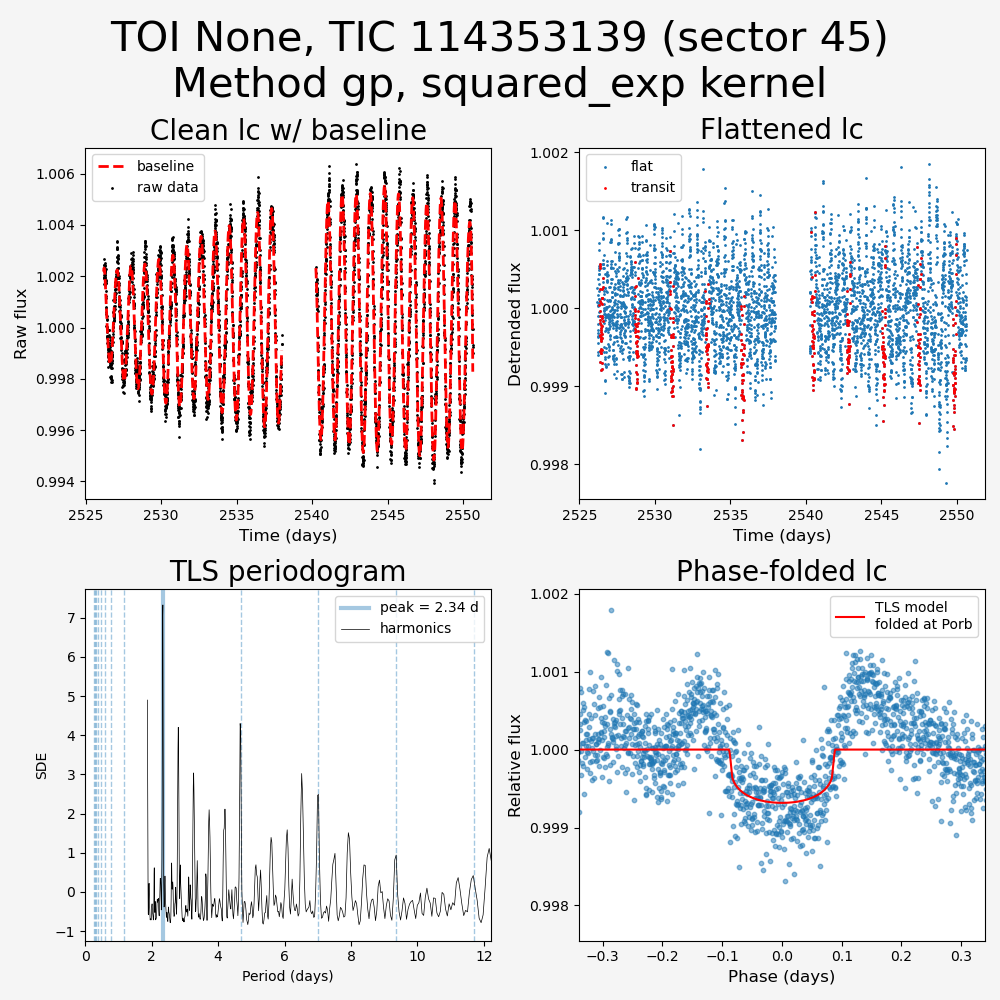 TOI None, TIC 114353139 (sector 45)
Method gp, squared_exp kernel
Clean lc w/ baseline
baseline
raw data
1.006
1.004
1.002
1.000
0.998
0.996
0.994
Raw flux
2525
2530
2535
2540
2545
2550
Time (days)
Flattened lc
flat
transit
1.002
1.001
1.000
0.999
0.998
Detrended flux
2525
2530
2535
2540
2545
2550
Time (days)
TLS periodogram
peak = 2.34 d
harmonics
7
6
5
4
3
2
1
0
−1
SDE
0
2
4
6
8
10
12
Period (days)
Phase-folded lc
TLS model
folded at Porb
1.002
1.001
1.000
0.999
0.998
Relative flux
−0.3
−0.2
−0.1
0.0
0.1
0.2
0.3
Phase (days)